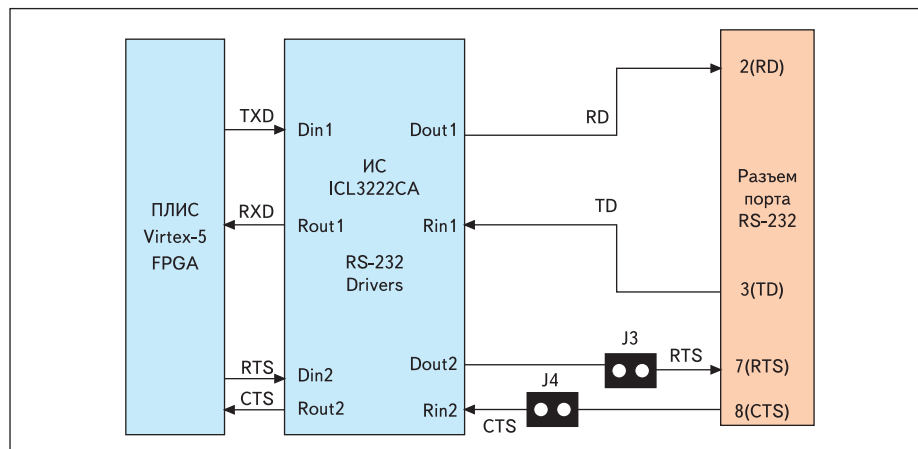 ПЛИС
Virtex-5
FPGA
TXD
RXD
RTS
CTS
Din1
Dout1
ИС
ICL3222CA
Rout1
Rin1
RS-232
Drivers
Din2
Dout2
Rout2
Rin2
RD
TD
J3
RTS
J4
CTS
2(RD)
Разъем
порта
RS-232
3(TD)
7(RTS)
8(CTS)